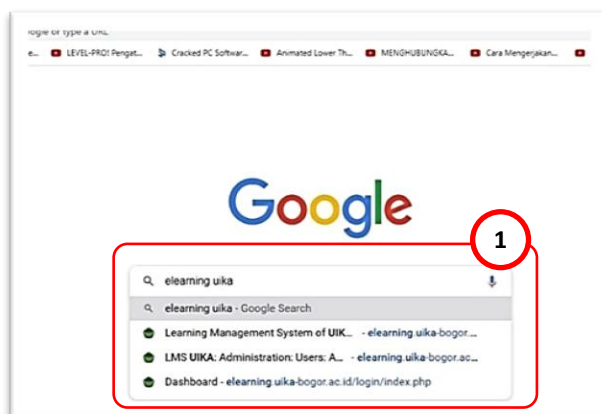 ogle or type a URL
e... LEVEL-PRO! Pengat... Cracked PC Softwar... Animated Lower Th... MENGHUBUNGKA... Cara Mengerjakan...
Google
1
elearning uika
elearning uika - Google Search
Learning Management System of UIK... - elearning.uika-bogor....
LMS UIKA: Administration: Users: A... - elearning.uika-bogor.ac...
Dashboard - elearning.uika-bogor.ac.id/login/index.php